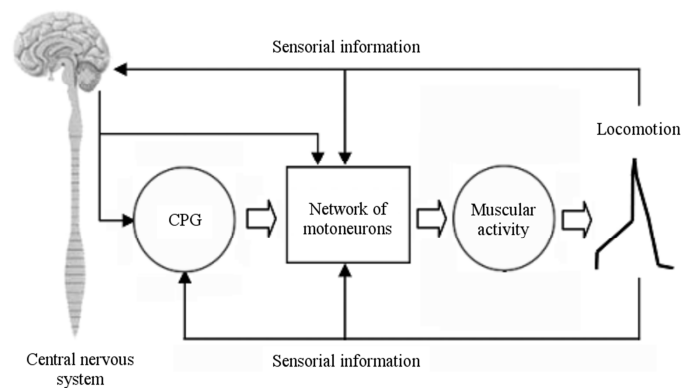 Sensorial information
Locomotion
CPG
Network of
motoneurons
Muscular
activity
Central nervous
system
Sensorial information